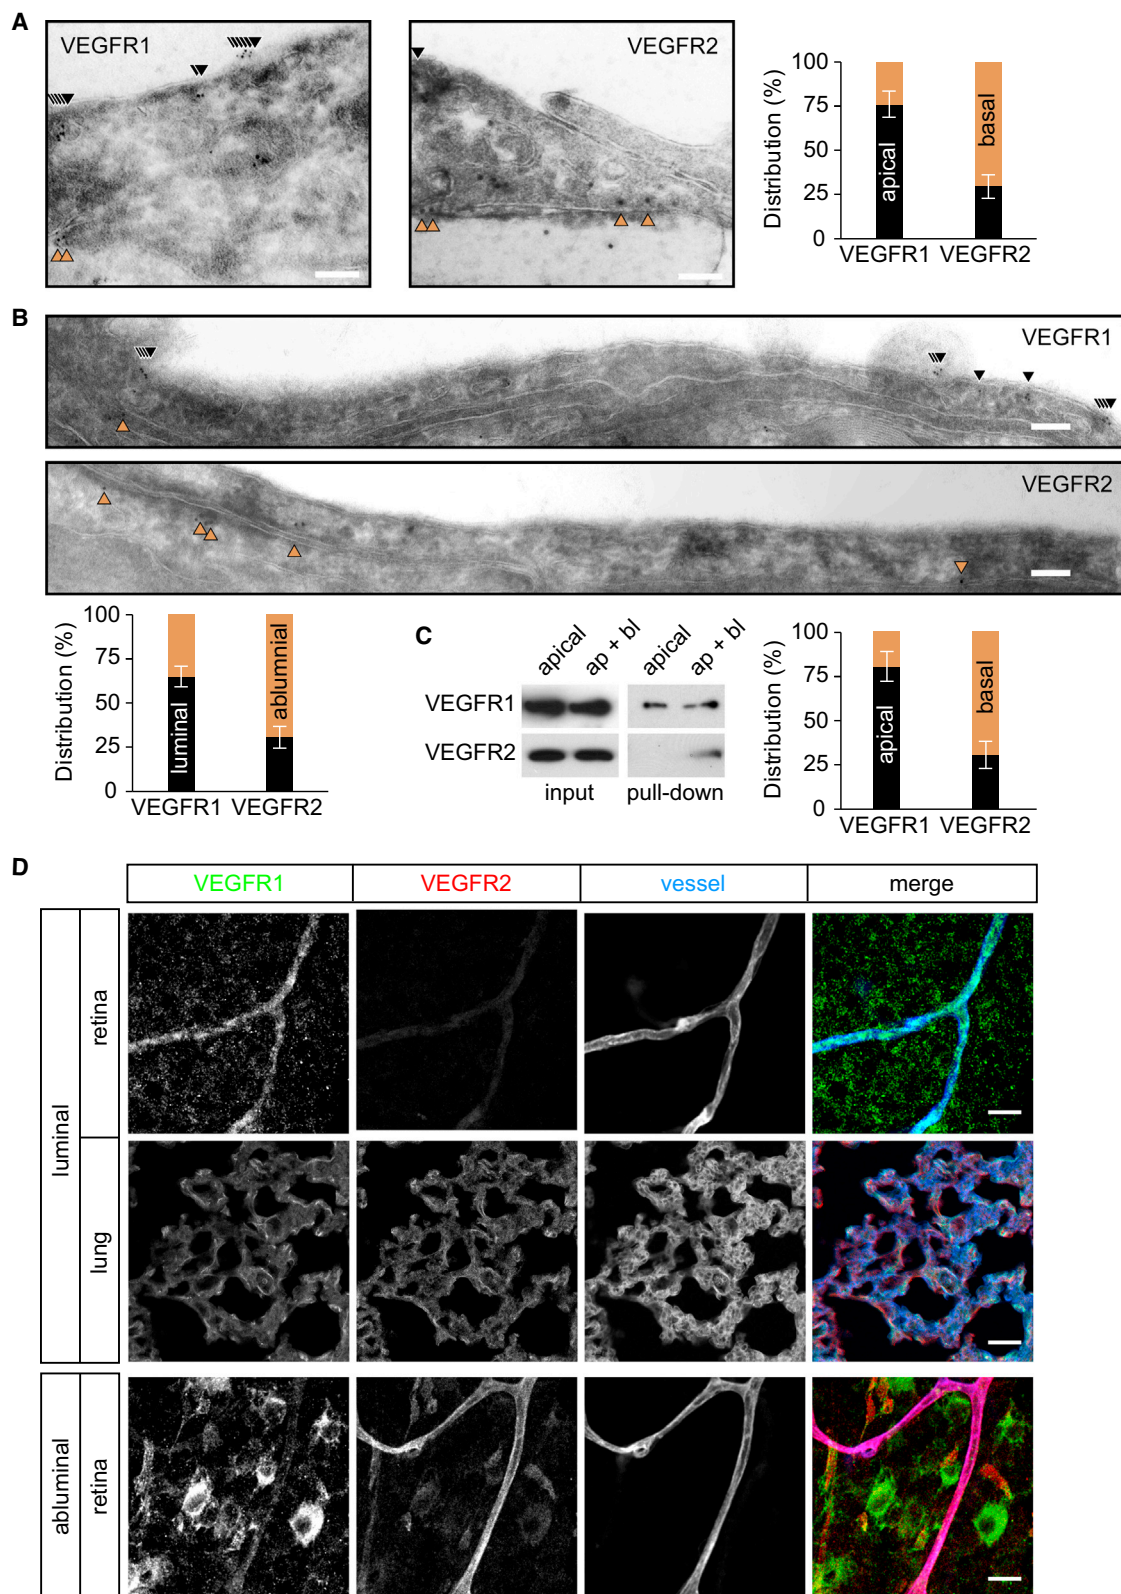 A
VEGFR1
VEGFR2
Distribution (%)
100
75
50
25
0
apical
basal
VEGFR1
VEGFR2
B
VEGFR1
VEGFR2
Distribution (%)
100
75
50
25
0
luminal
ablumnial
VEGFR1
VEGFR2
C
apical
ap + bl
apical
ap + bl
VEGFR1
VEGFR2
input
pull-down
Distribution (%)
100
75
50
25
0
apical
basal
VEGFR1
VEGFR2
D
VEGFR1
VEGFR2
vessel
merge
luminal
retina
lung
abluminal
retina